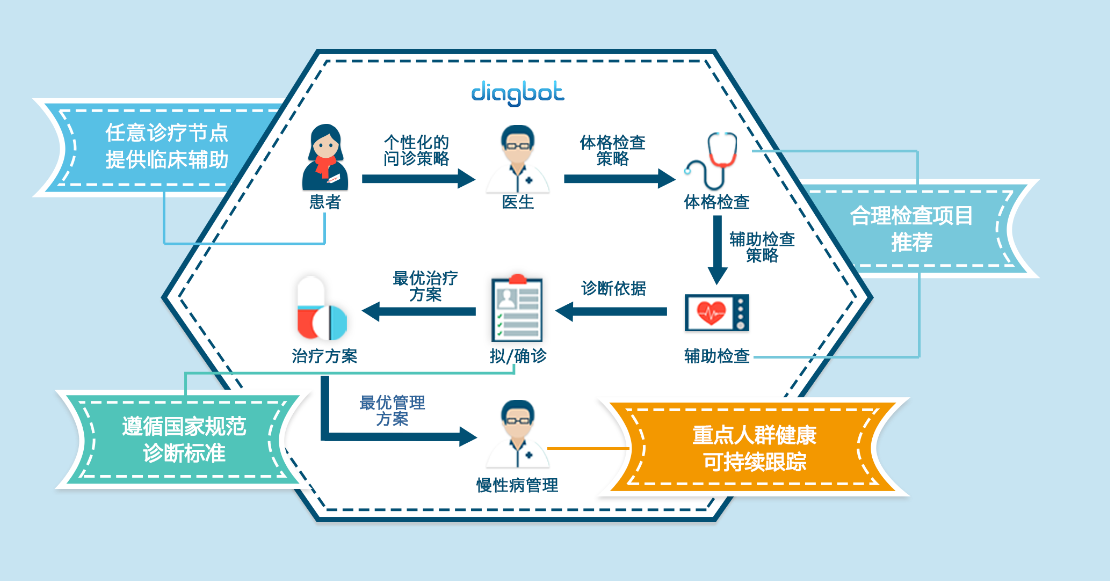 diagbot
任意诊疗节点
提供临床辅助
患者
个性化的
问诊策略
医生
体格检查
策略
体格检查
合理检查项目
推荐
辅助检查
策略
辅助检查
诊断依据
拟/确诊
最优治疗
方案
治疗方案
遵循国家规范
诊断标准
最优管理
方案
慢性病管理
重点人群健康
可持续跟踪